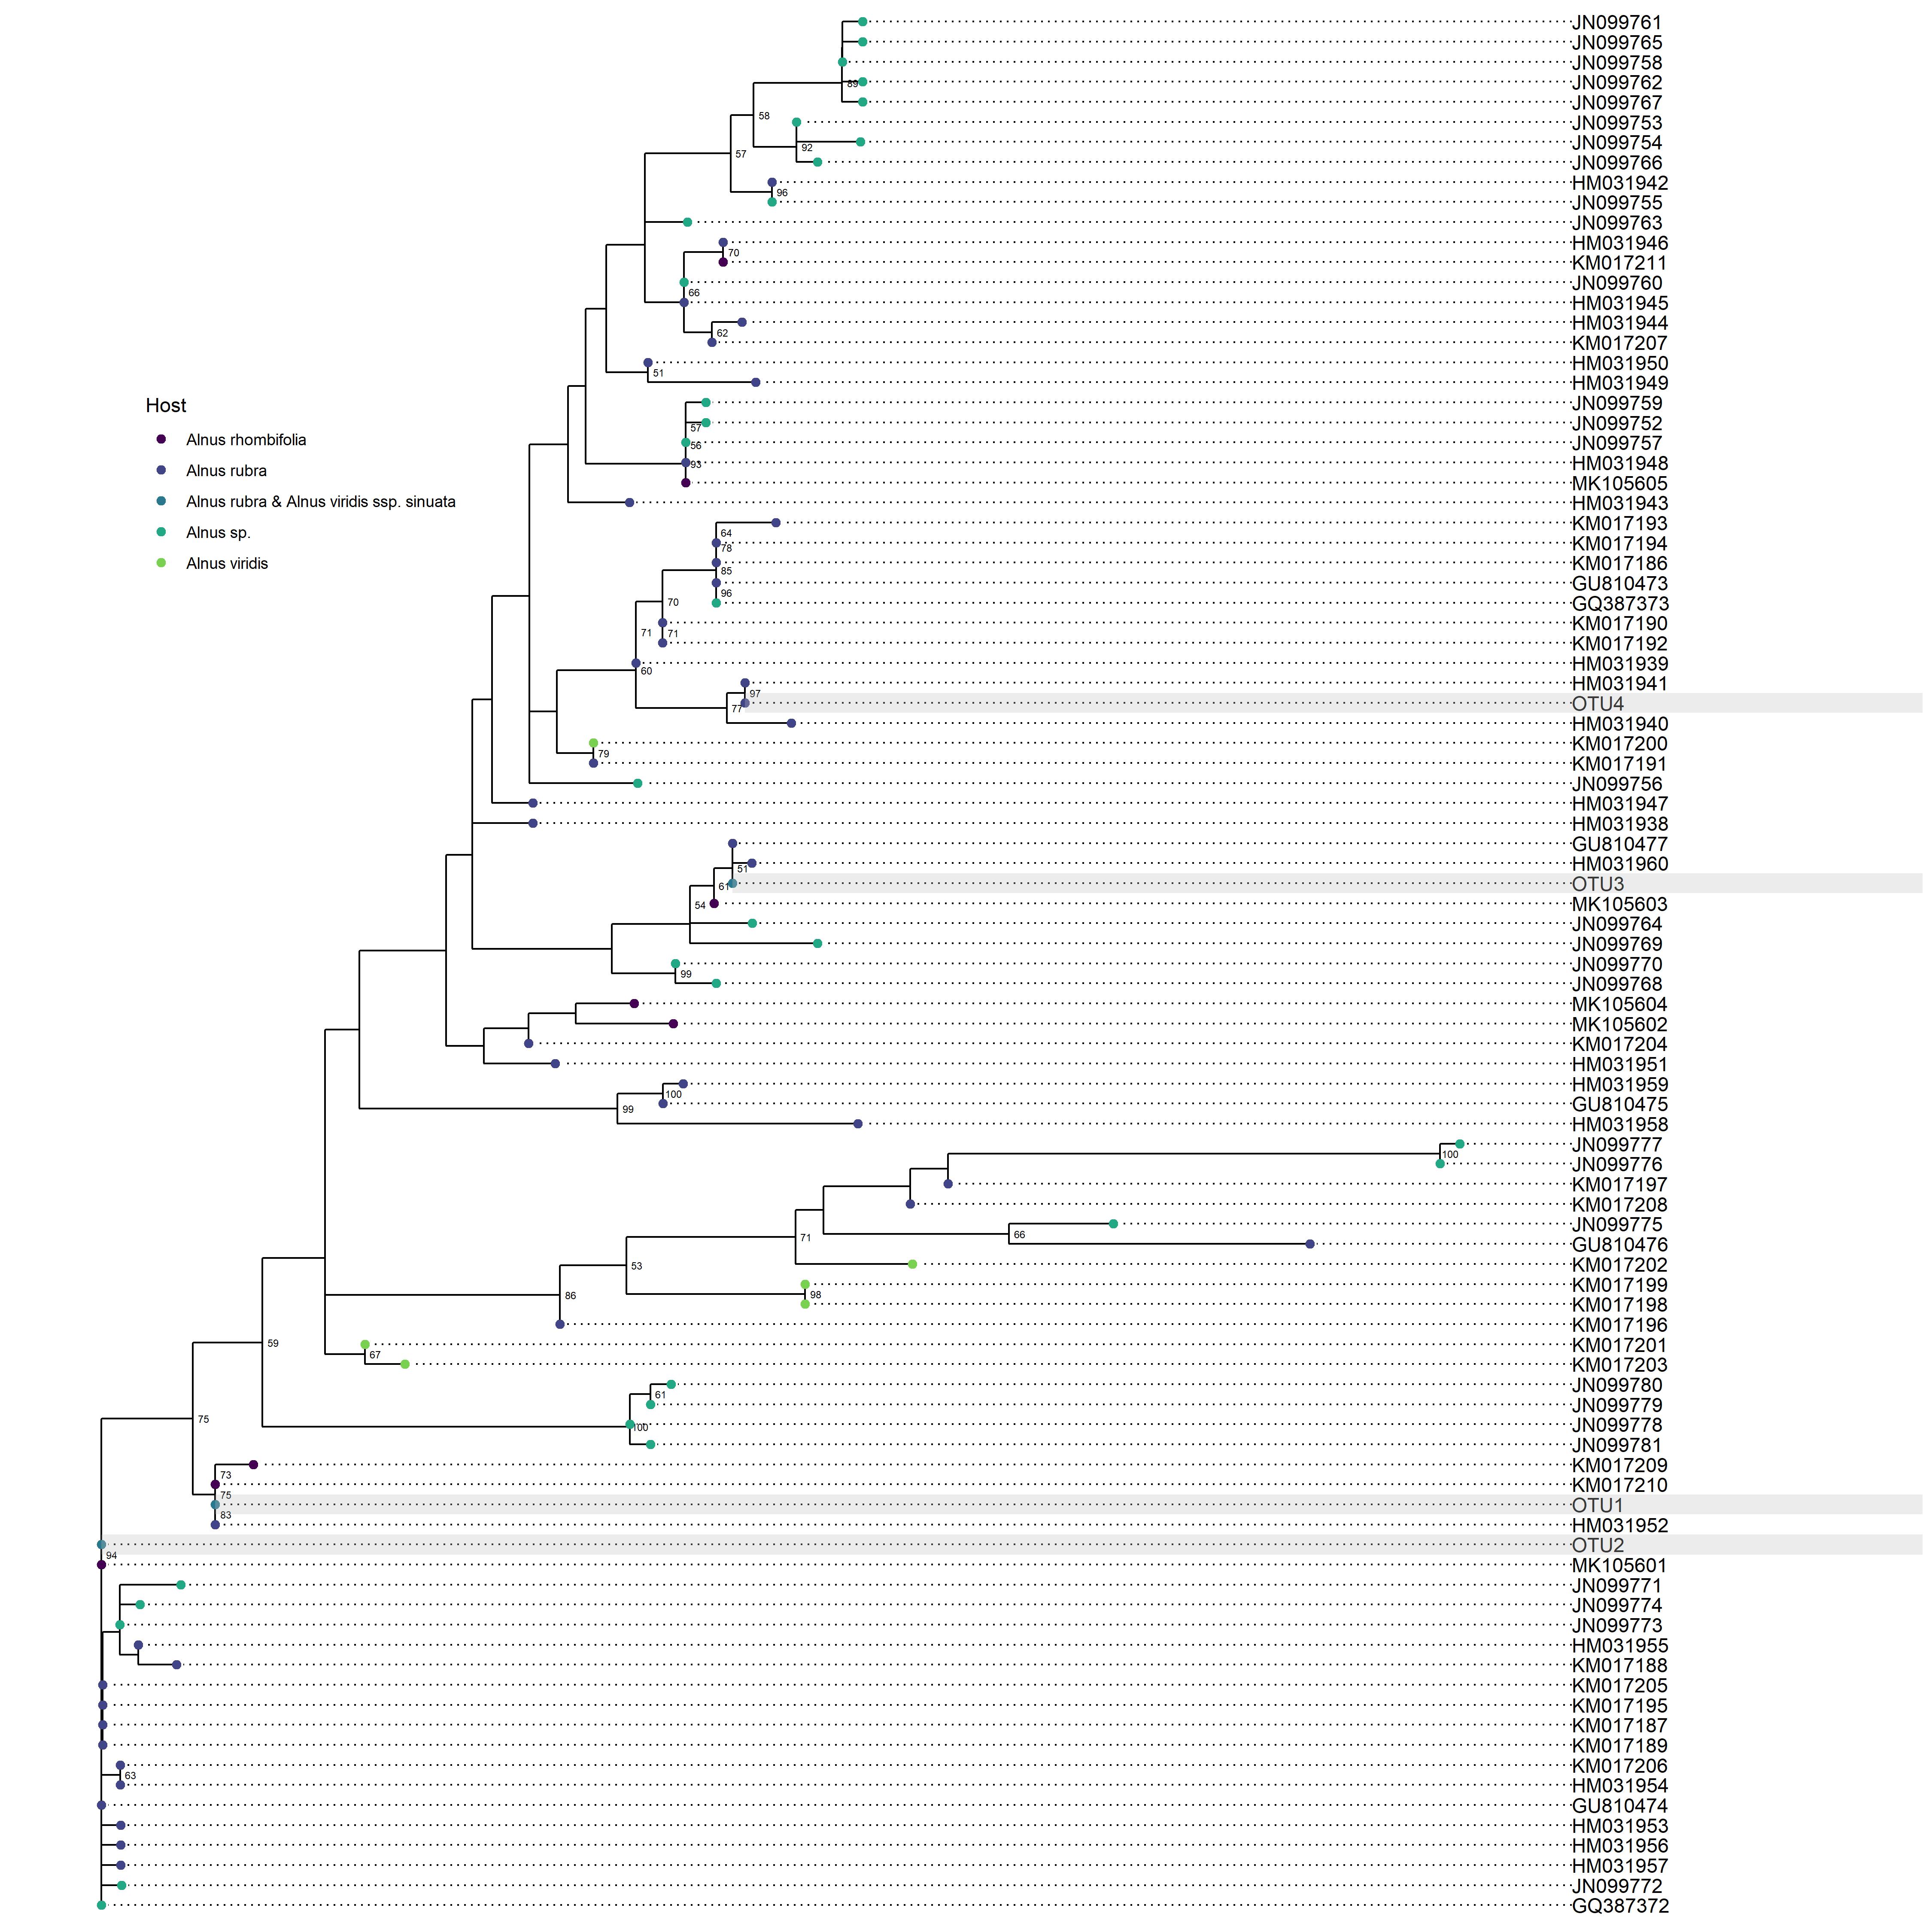 JN099761
JN099765
JN099758
89
JN099762
JN099767
58
JN099753
JN099754
92
57
JN099766
HM031942
96
JN099755
JN099763
HM031946
70
KM017211
JN099760
66
HM031945
HM031944
62
KM017207
HM031950
51
HM031949
Host
Alnus rhombifolia
Alnus rubra
Alnus rubra & Alnus viridis ssp. sinuata
Alnus sp.
Alnus viridis
JN099759
JN099752
57
JN099757
56
HM031948
93
MK105605
HM031943
KM017193
64
KM017194
78
KM017186
85
GU810473
96
GQ387373
70
KM017190
71
71
KM017192
HM031939
60
HM031941
97
OTU4
77
HM031940
KM017200
79
KM017191
JN099756
HM031947
HM031938
GU810477
HM031960
51
OTU3
61
MK105603
54
JN099764
JN099769
JN099770
99
JN099768
MK105604
MK105602
KM017204
HM031951
HM031959
100
GU810475
99
HM031958
JN099777
100
JN099776
KM017197
KM017208
JN099775
66
GU810476
71
KM017202
53
KM017199
98
KM017198
86
KM017196
KM017201
67
KM017203
59
JN099780
61
JN099779
JN099778
100
JN099781
75
KM017209
73
KM017210
75
OTU1
83
HM031952
OTU2
94
MK105601
JN099771
JN099774
JN099773
HM031955
KM017188
KM017205
KM017195
KM017187
KM017189
KM017206
63
HM031954
GU810474
HM031953
HM031956
HM031957
JN099772
GQ387372